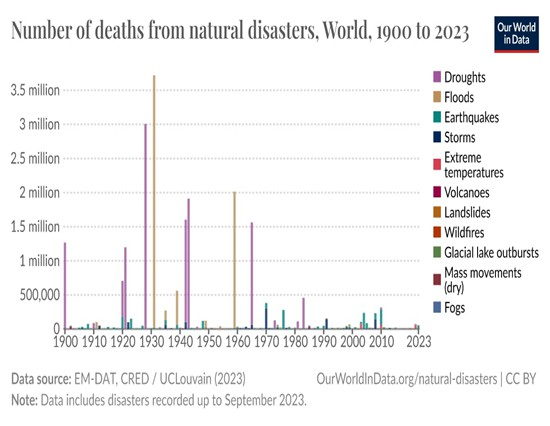 Number of deaths from natural disasters, World, 1900 to 2023
Our World
in Data
3.5 million
3 million
2.5 million
2 million
1.5 million
1 million
500,000
0
1900 1910 1920 1930 1940 1950 1960 1970 1980 1990 2000 2010 2023
Droughts
Floods
Earthquakes
Storms
Extreme
temperatures
Volcanoes
Landslides
Wildfires
Glacial lake outbursts
Mass movements
(dry)
Fogs
Data source: EM-DAT, CRED / UCLouvain (2023)
OurWorldInData.org/natural-disasters | CC BY
Note: Data includes disasters recorded up to September 2023.